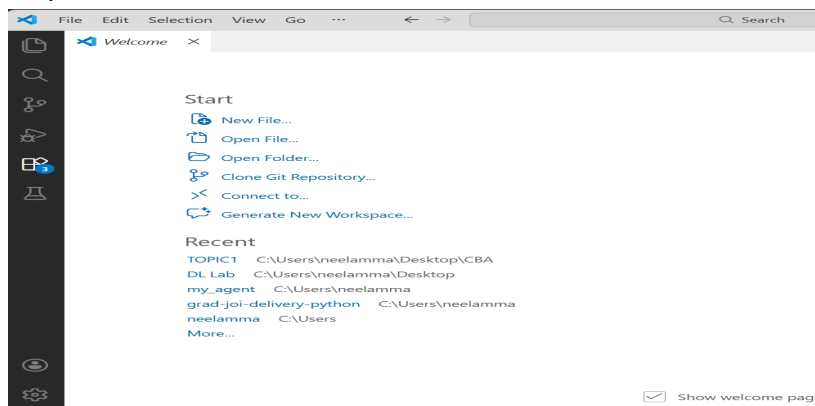 File Edit Selection View Go ··· ← → Search
Welcome ×
Start
New File...
Open File...
Open Folder...
Clone Git Repository...
3
Connect to...
Generate New Workspace...
Recent
TOPIC1 C:\Users\neelamma\Desktop\CBA
DL Lab C:\Users\neelamma\Desktop
my_agent C:\Users\neelamma
grad-joi-delivery-python C:\Users\neelamma
neelamma C:\Users
More...
Show welcome pag